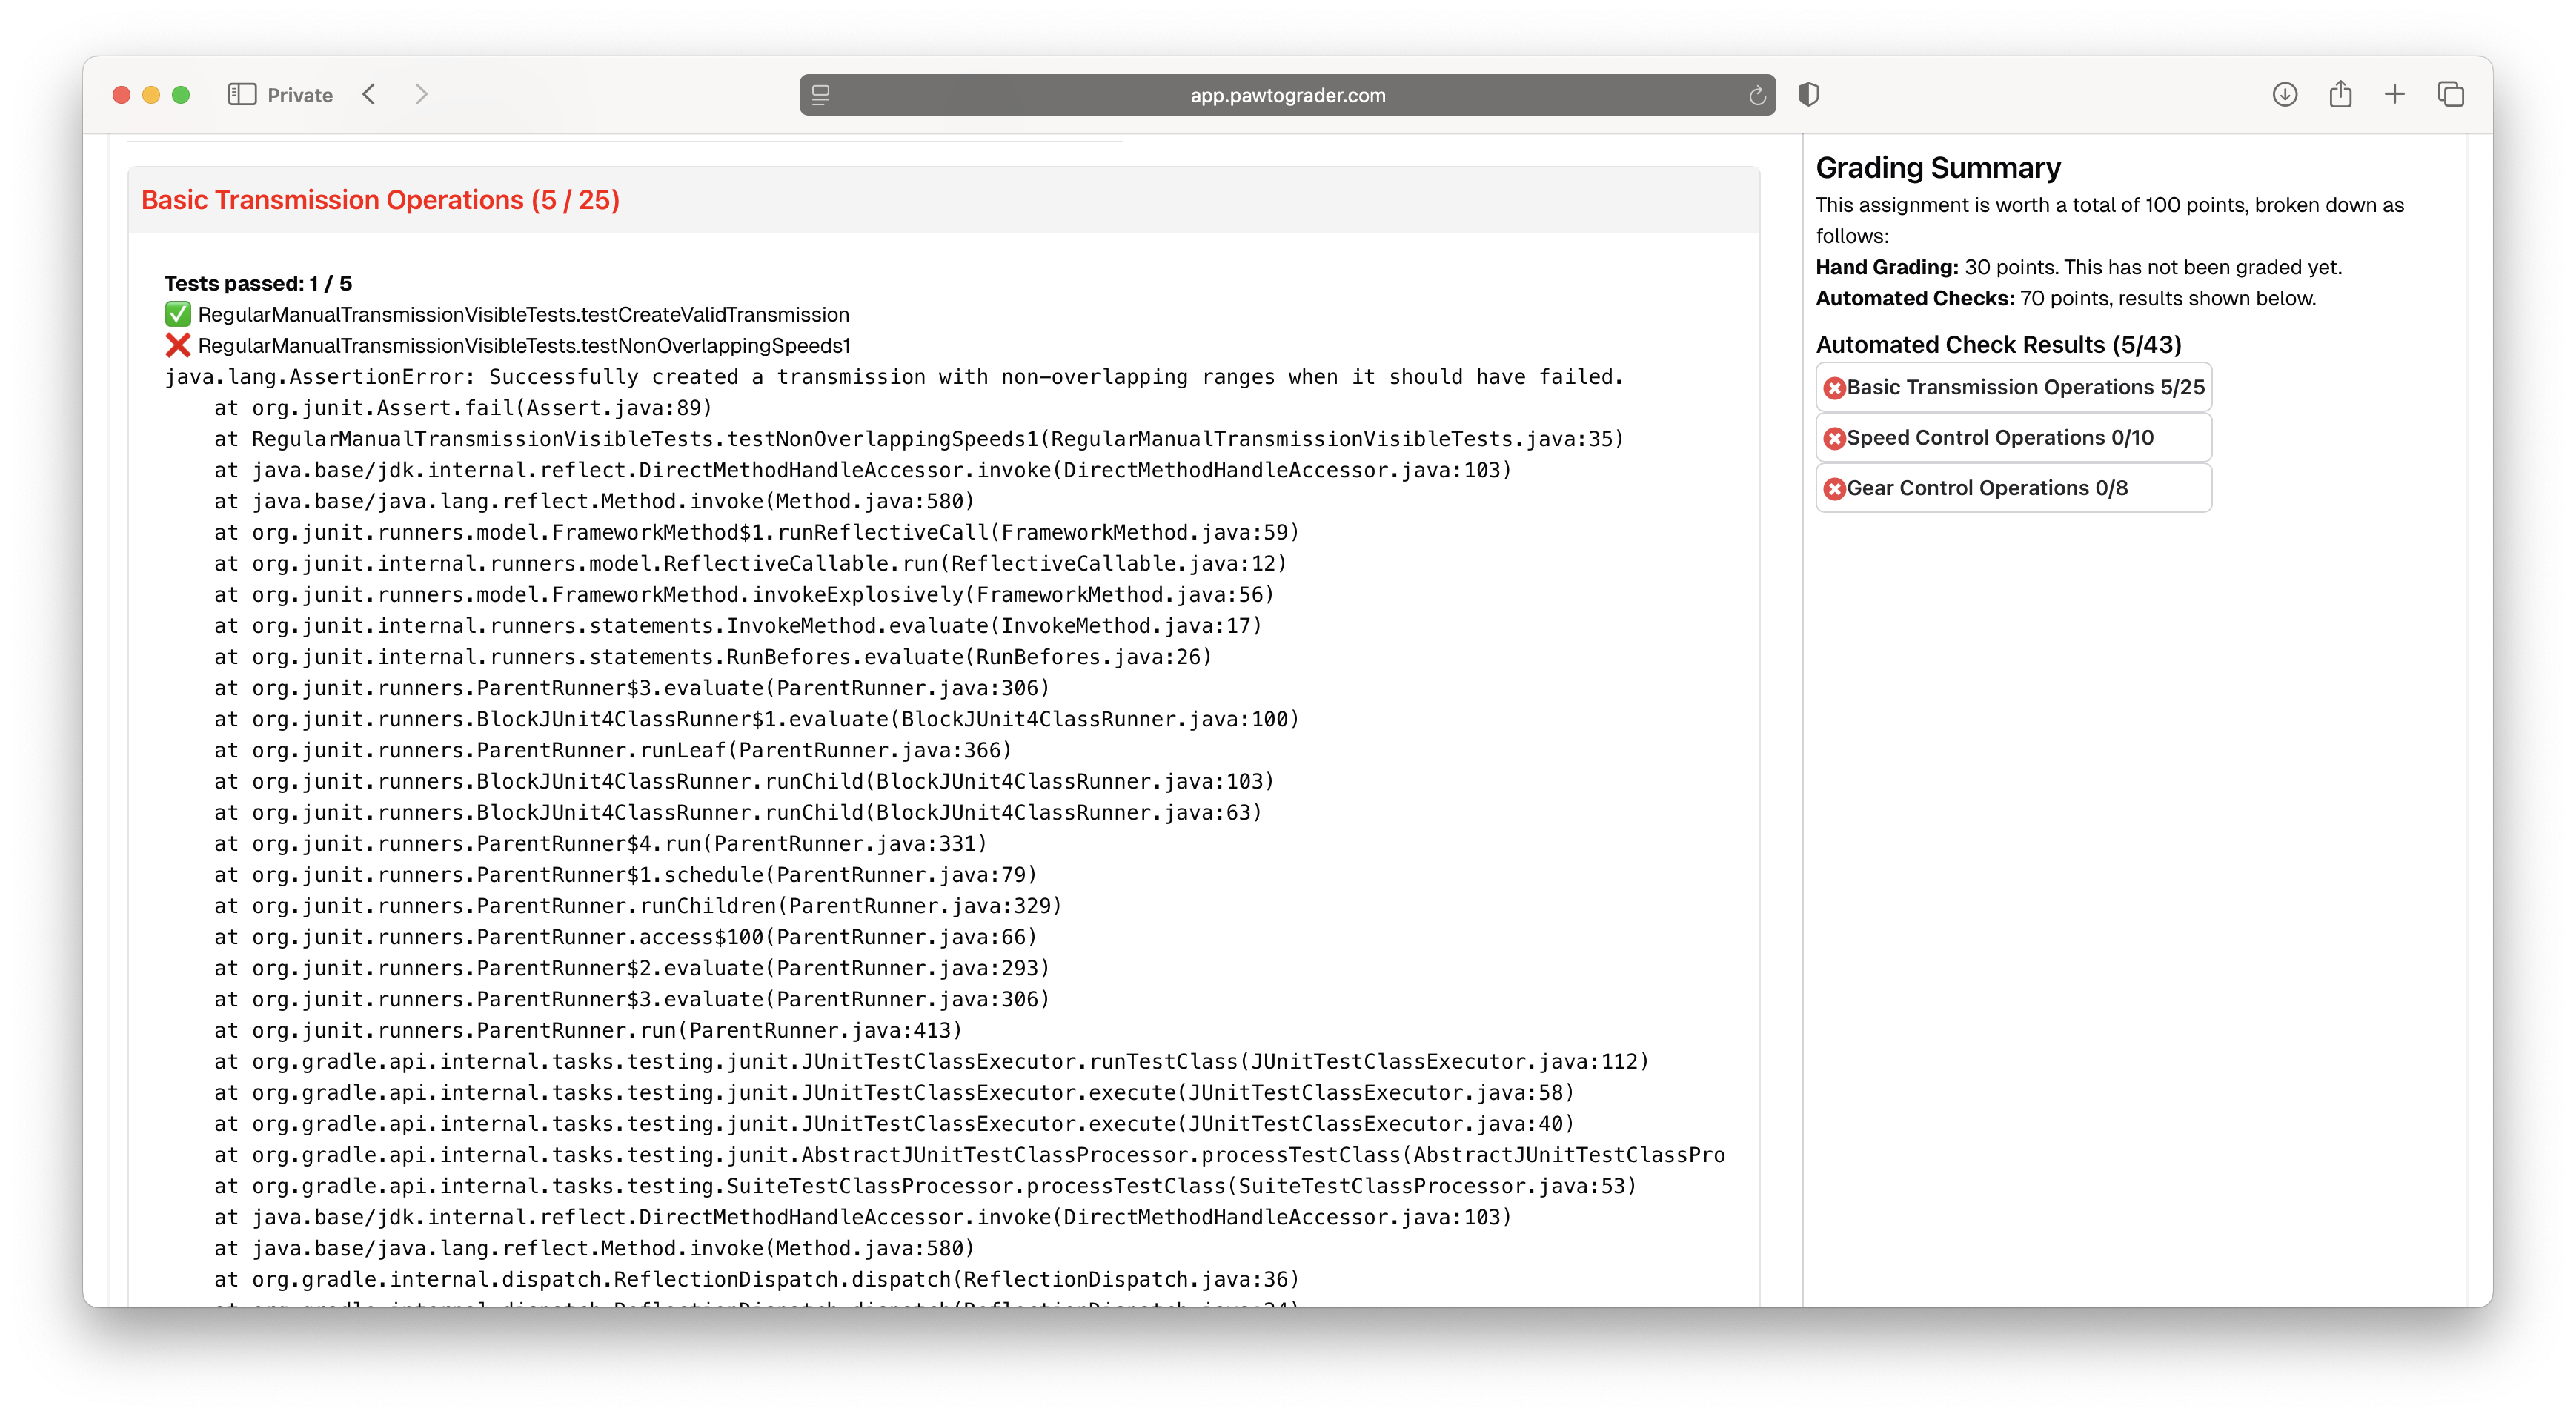 Private
app.pawtograder.com
Basic Transmission Operations (5 / 25)
Tests passed: 1 / 5
✅ RegularManualTransmissionVisibleTests.testCreateValidTransmission
❌ RegularManualTransmissionVisibleTests.testNonOverlappingSpeeds1
java.lang.AssertionError: Successfully created a transmission with non-overlapping ranges when it should have failed.
at org.junit.Assert.fail(Assert.java:89)
at RegularManualTransmissionVisibleTests.testNonOverlappingSpeeds1(RegularManualTransmissionVisibleTests.java:35)
at java.base/jdk.internal.reflect.DirectMethodHandleAccessor.invoke(DirectMethodHandleAccessor.java:103)
at java.base/java.lang.reflect.Method.invoke(Method.java:580)
at org.junit.runners.model.FrameworkMethod$1.runReflectiveCall(FrameworkMethod.java:59)
at org.junit.internal.runners.model.ReflectiveCallable.run(ReflectiveCallable.java:12)
at org.junit.runners.model.FrameworkMethod.invokeExplosively(FrameworkMethod.java:56)
at org.junit.internal.runners.statements.InvokeMethod.evaluate(InvokeMethod.java:17)
at org.junit.internal.runners.statements.RunBefores.evaluate(RunBefores.java:26)
at org.junit.runners.ParentRunner$3.evaluate(ParentRunner.java:306)
at org.junit.runners.BlockJUnit4ClassRunner$1.evaluate(BlockJUnit4ClassRunner.java:100)
at org.junit.runners.ParentRunner.runLeaf(ParentRunner.java:366)
at org.junit.runners.BlockJUnit4ClassRunner.runChild(BlockJUnit4ClassRunner.java:103)
at org.junit.runners.BlockJUnit4ClassRunner.runChild(BlockJUnit4ClassRunner.java:63)
at org.junit.runners.ParentRunner$4.run(ParentRunner.java:331)
at org.junit.runners.ParentRunner$1.schedule(ParentRunner.java:79)
at org.junit.runners.ParentRunner.runChildren(ParentRunner.java:329)
at org.junit.runners.ParentRunner.access$100(ParentRunner.java:66)
at org.junit.runners.ParentRunner$2.evaluate(ParentRunner.java:293)
at org.junit.runners.ParentRunner$3.evaluate(ParentRunner.java:306)
at org.junit.runners.ParentRunner.run(ParentRunner.java:413)
at org.gradle.api.internal.tasks.testing.junit.JUnitTestClassExecutor.runTestClass(JUnitTestClassExecutor.java:112)
at org.gradle.api.internal.tasks.testing.junit.JUnitTestClassExecutor.execute(JUnitTestClassExecutor.java:58)
at org.gradle.api.internal.tasks.testing.junit.JUnitTestClassExecutor.execute(JUnitTestClassExecutor.java:40)
at org.gradle.api.internal.tasks.testing.junit.AbstractJUnitTestClassProcessor.processTestClass(AbstractJUnitTestClassPro
at org.gradle.api.internal.tasks.testing.SuiteTestClassProcessor.processTestClass(SuiteTestClassProcessor.java:53)
at java.base/jdk.internal.reflect.DirectMethodHandleAccessor.invoke(DirectMethodHandleAccessor.java:103)
at java.base/java.lang.reflect.Method.invoke(Method.java:580)
at org.gradle.internal.dispatch.ReflectionDispatch.dispatch(ReflectionDispatch.java:36)
Grading Summary
This assignment is worth a total of 100 points, broken down as
follows:
Hand Grading: 30 points. This has not been graded yet.
Automated Checks: 70 points, results shown below.
Automated Check Results (5/43)
Basic Transmission Operations 5/25
Speed Control Operations 0/10
Gear Control Operations 0/8